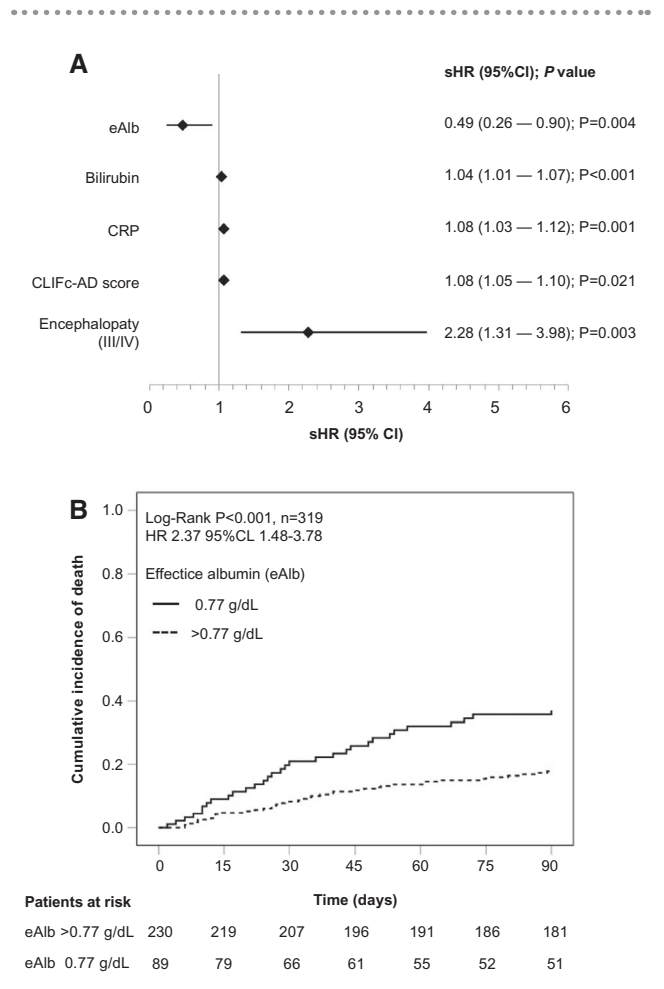 A
sHR (95%CI); P value
eAlb 0.49 (0.26 — 0.90); P=0.004
Bilirubin 1.04 (1.01 — 1.07); P<0.001
CRP 1.08 (1.03 — 1.12); P=0.001
CLIFc-AD score 1.08 (1.05 — 1.10); P=0.021
Encephalopaty
(III/IV) 2.28 (1.31 — 3.98); P=0.003
0 1 2 3 4 5 6
sHR (95% CI)
B
Log-Rank P<0.001, n=319
HR 2.37 95%CL 1.48-3.78
Effectice albumin (eAlb)
0.77 g/dL
>0.77 g/dL
Cumulative incidence of death
1.0
0.8
0.6
0.4
0.2
0.0
0 15 30 45 60 75 90
Patients at risk Time (days)
eAlb >0.77 g/dL 230 219 207 196 191 186 181
eAlb 0.77 g/dL 89 79 66 61 55 52 51